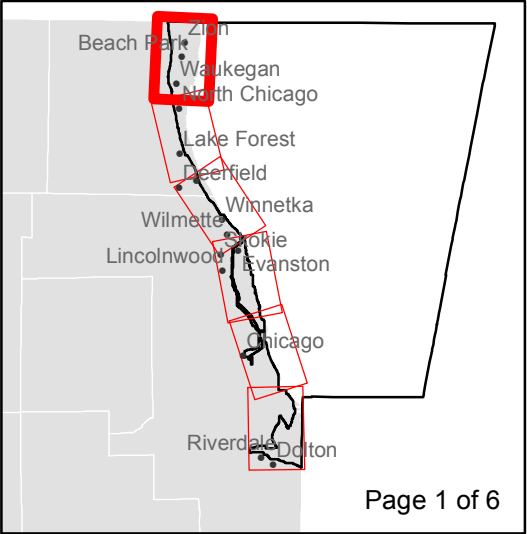 Zion
Beach Park
Waukegan
North Chicago
Lake Forest
Deerfield
Winnetka
Wilmette
Skokie
Lincolnwood
Evanston
Chicago
Riverdale
Dolton
Page 1 of 6